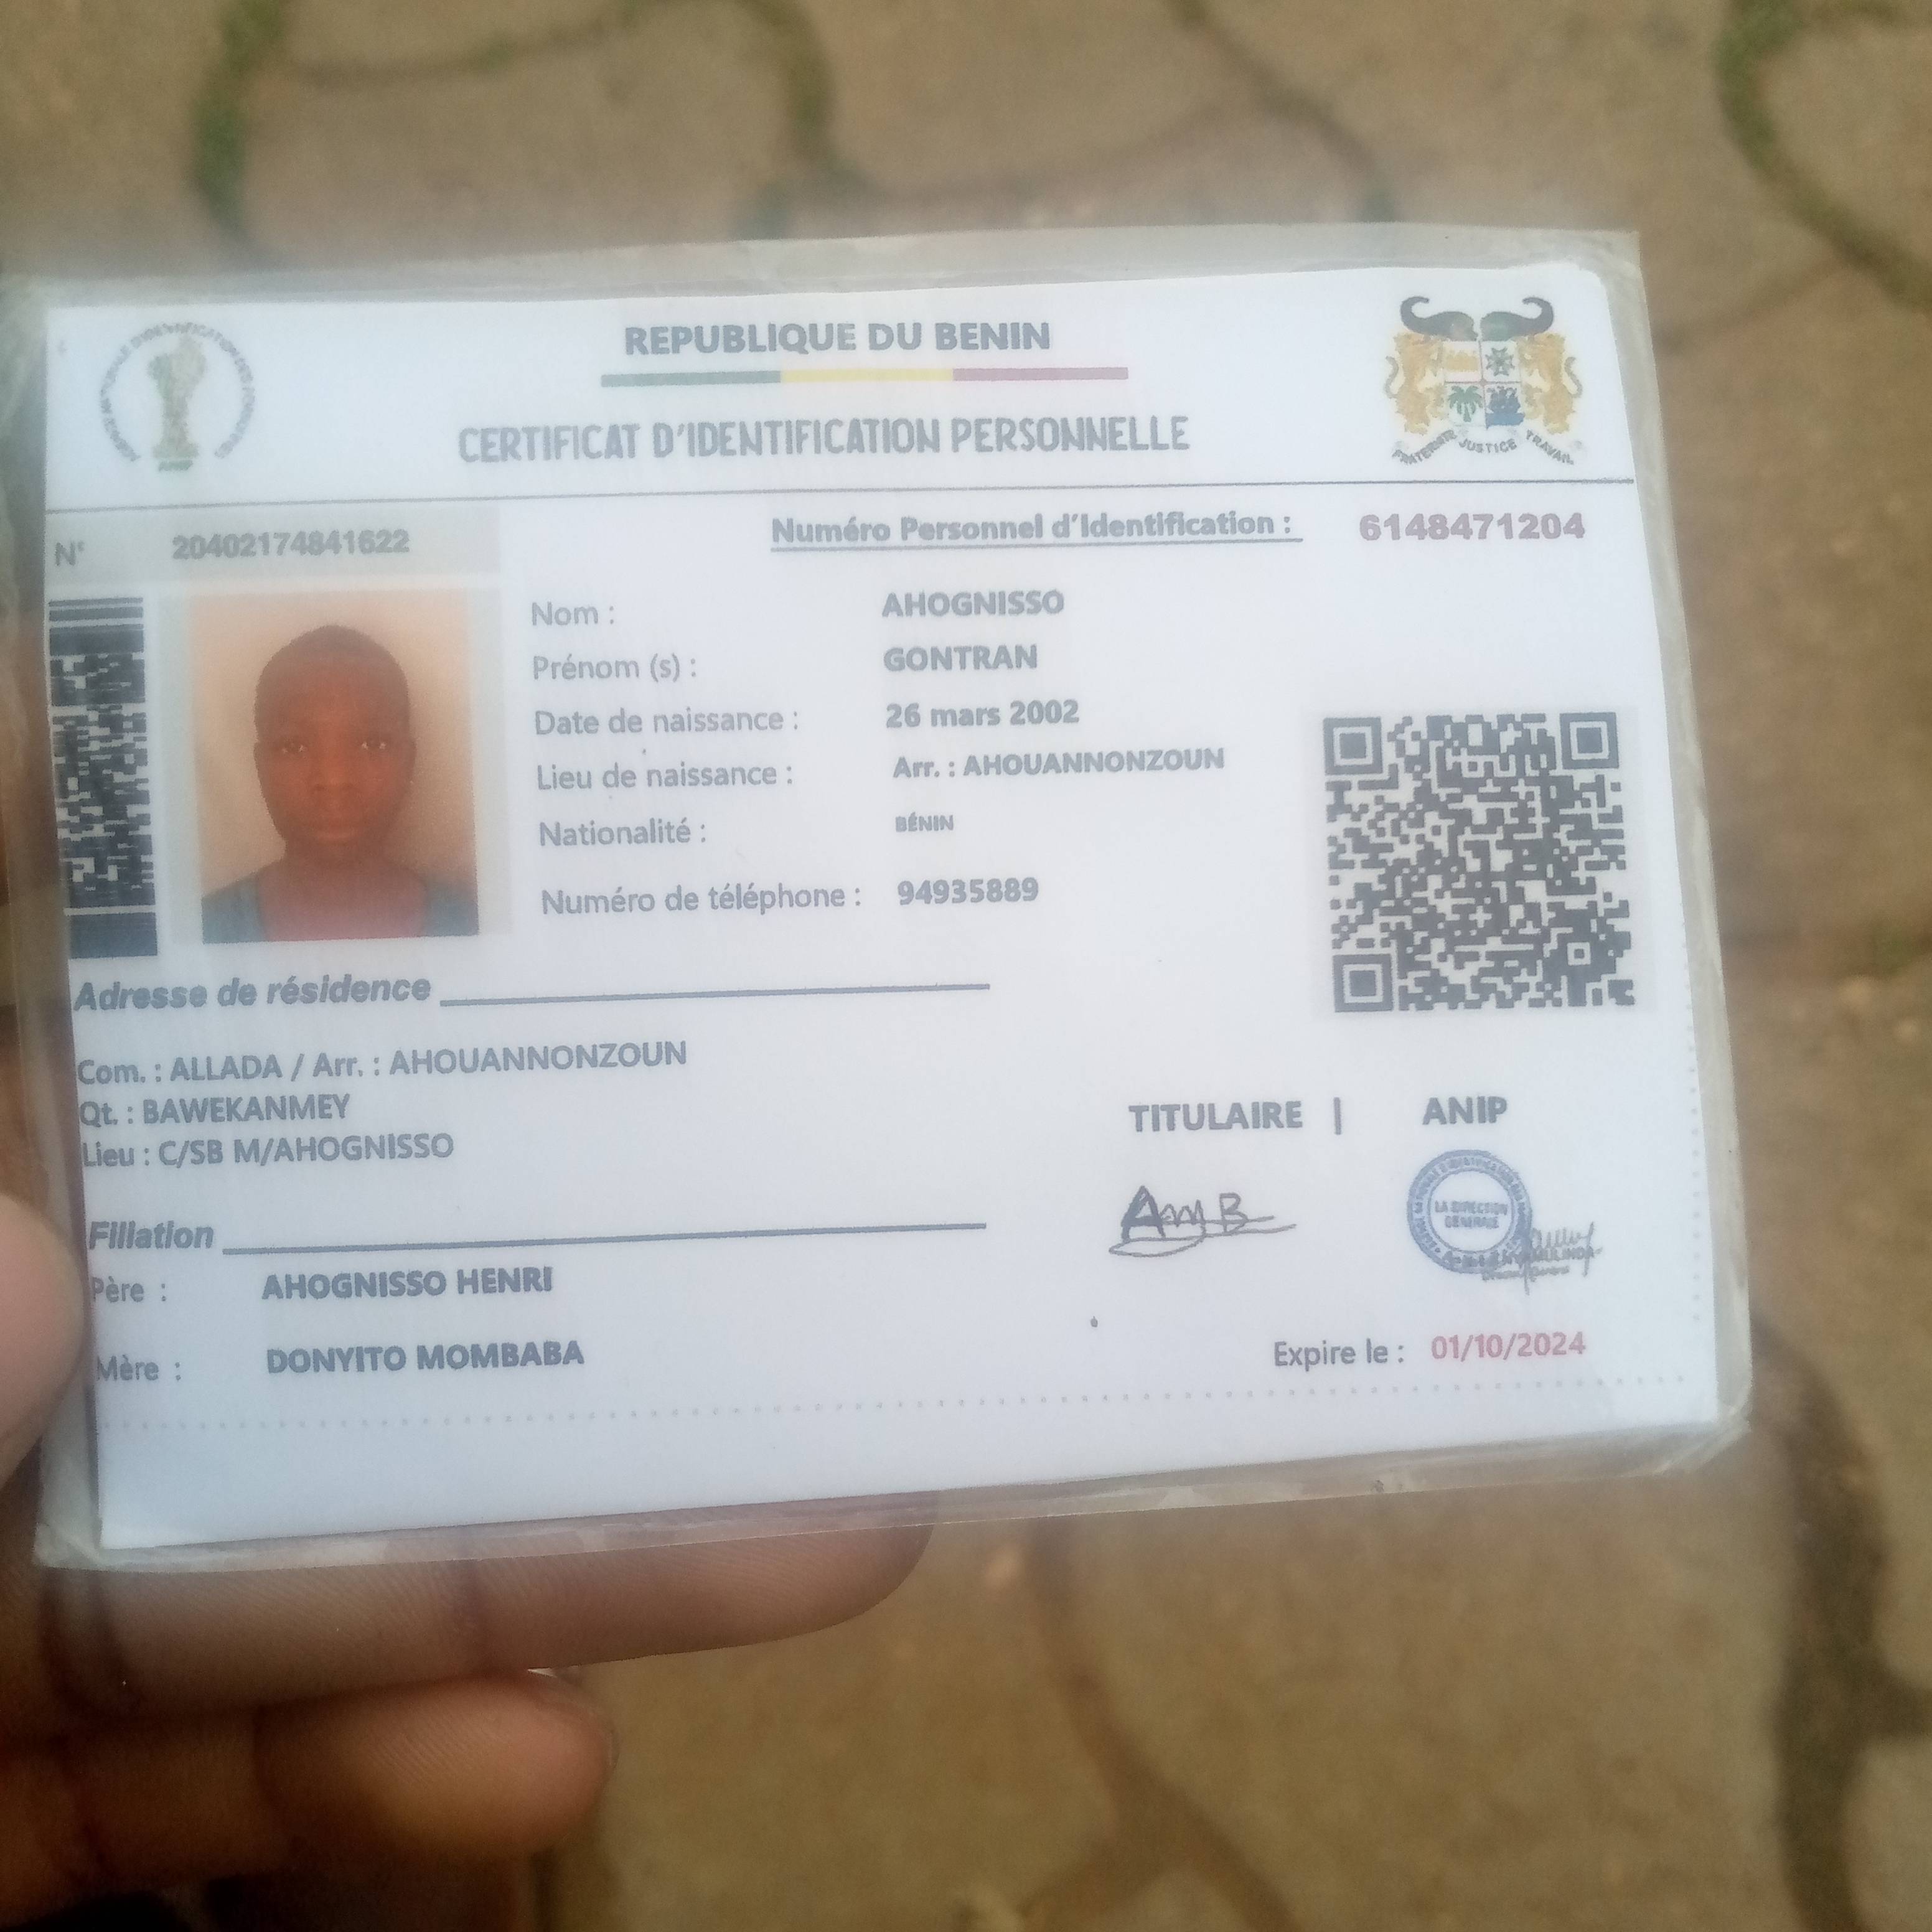 REPUBLIQUE DU BENIN
CERTIFICAT D'IDENTIFICATION PERSONNELLE
ANIP
FRATERNITE JUSTICE TRAVAIL
N° 20402174841622
Numéro Personnel d'Identification : 6148471204
Nom : AHOGNISSO
Prénom (s) : GONTRAN
Date de naissance : 26 mars 2002
Lieu de naissance : Arr. : AHOUANNONZOUN
Nationalité : BÉNIN
Numéro de téléphone : 94935889
Adresse de résidence
Com. : ALLADA / Arr. : AHOUANNONZOUN
Qt. : BAWEKANMEY
Lieu : C/SB M/AHOGNISSO
TITULAIRE | ANIP
AmB
LA DIRECTION
GENERALE
Filiation
Père : AHOGNISSO HENRI
Mère : DONYITO MOMBABA
Expire le : 01/10/2024